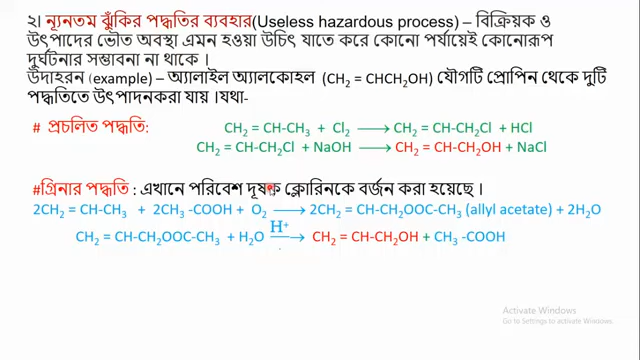 ২। ন্যূনতম ঝুঁকির পদ্ধতির ব্যবহার(Useless hazardous process) – বিক্রিয়ক ও
উৎপাদের ভৌত অবস্থা এমন হওয়া উচিৎ যাতে করে কোনো পর্যায়েই কোনোরূপ
দুর্ঘটনার সম্ভাবনা না থাকে ।
উদাহরন (example) – অ্যালাইল অ্যালকোহল (CH₂ = CHCH₂OH) যৌগটি প্রোপিন থেকে দুটি
পদ্ধতিতে উৎপাদনকরা যায় ।যথা-
# প্রচলিত পদ্ধতি: CH₂ = CH-CH₃ + Cl₂ ⟶ CH₂ = CH-CH₂Cl + HCl
CH₂ = CH-CH₂Cl + NaOH ⟶ CH₂ = CH-CH₂OH + NaCl
#গ্রিনার পদ্ধতি : এখানে পরিবেশ দূষক ক্লোরিনকে বর্জন করা হয়েছে ।
2CH₂ = CH-CH₃ + 2CH₃ -COOH + O₂ ⟶ 2CH₂ = CH-CH₂OOC-CH₃ (allyl acetate) + 2H₂O
CH₂ = CH-CH₂OOC-CH₃ + H₂O H⁺⟶ CH₂ = CH-CH₂OH + CH₃ -COOH
Activate Windows
Go to Settings to activate Windows.